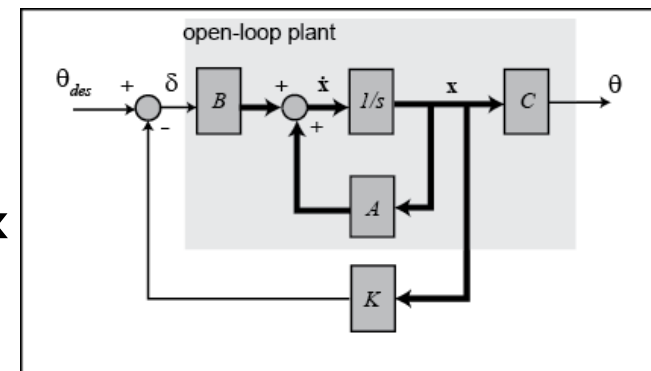 open-loop plant
θdes + δ B + ẋ 1/s x C θ
- +
A
x
K